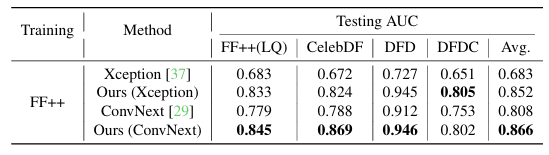 Training Method Testing AUC
FF++(LQ) CelebDF DFD DFDC Avg.
FF++
Xception [37] 0.683 0.672 0.727 0.651 0.683
Ours (Xception) 0.833 0.824 0.945 0.805 0.852
ConvNext [29] 0.779 0.788 0.912 0.753 0.808
Ours (ConvNext) 0.845 0.869 0.946 0.802 0.866